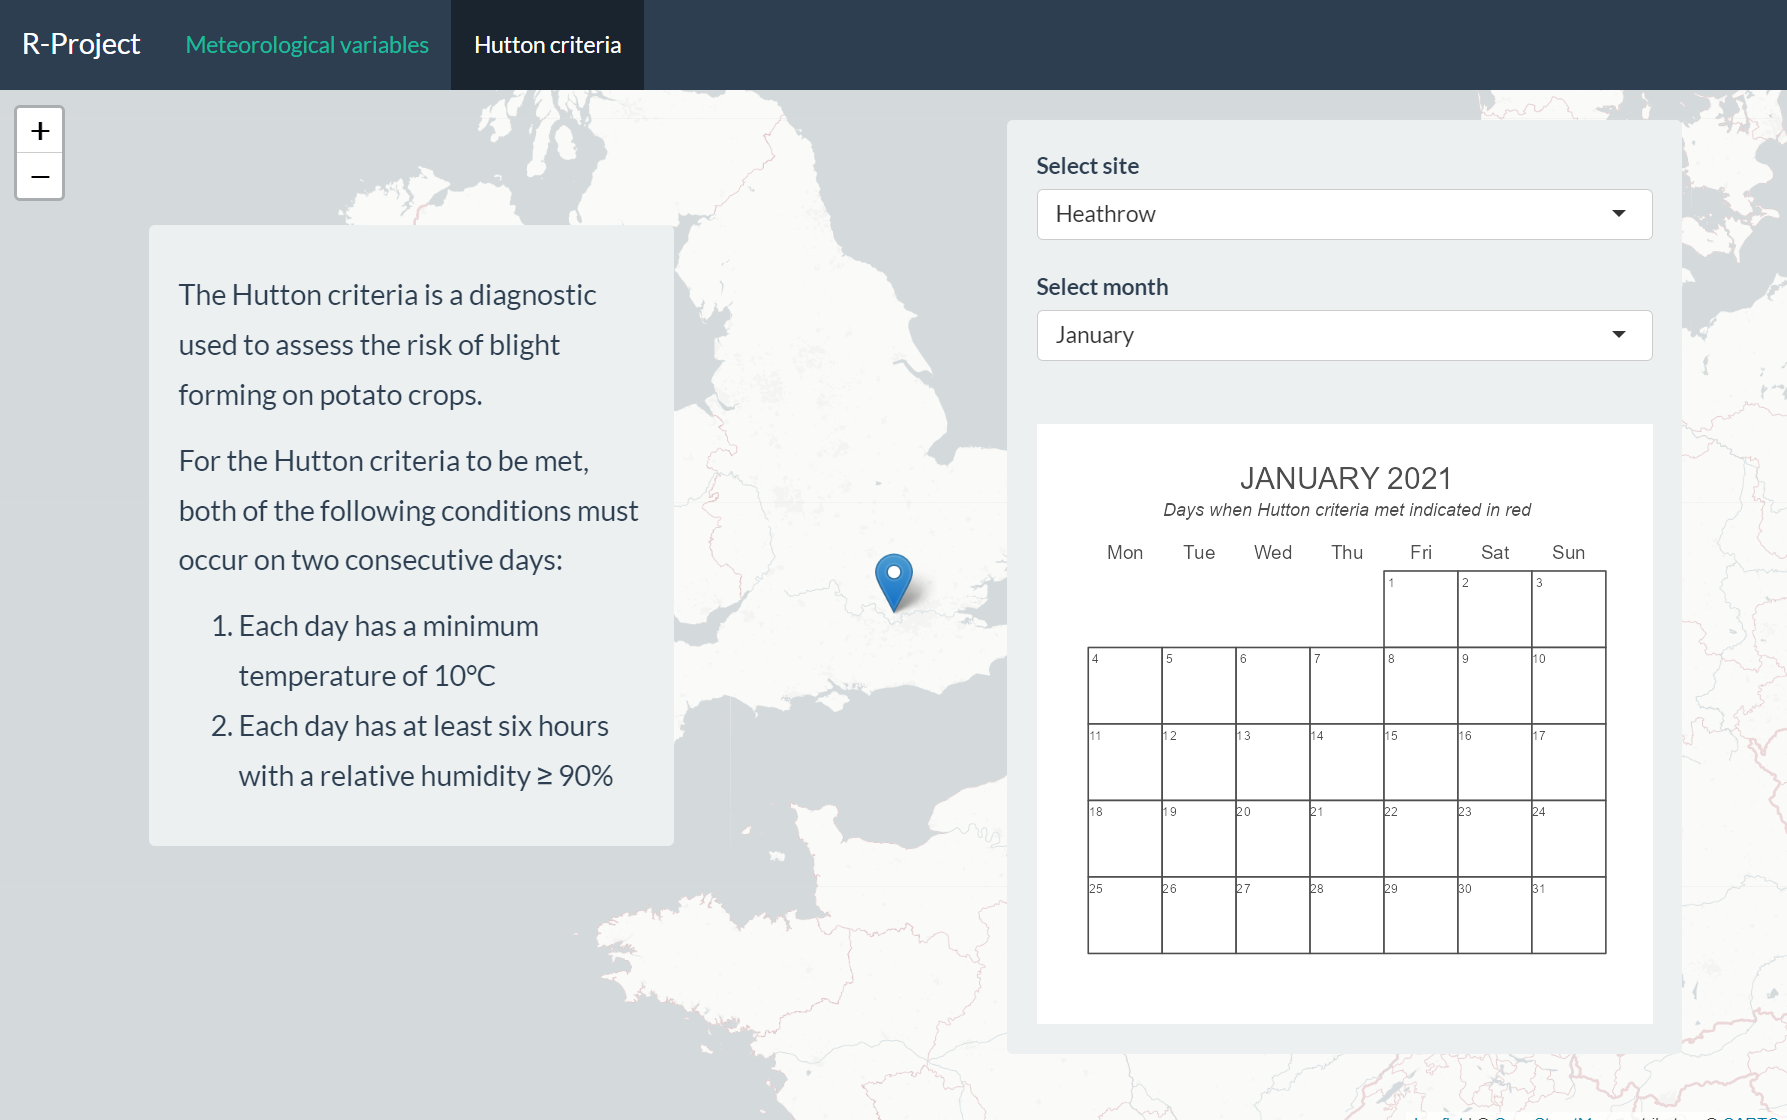 R-Project Meteorological variables Hutton criteria
+
−
The Hutton criteria is a diagnostic
used to assess the risk of blight
forming on potato crops.
For the Hutton criteria to be met,
both of the following conditions must
occur on two consecutive days:
1. Each day has a minimum
temperature of 10°C
2. Each day has at least six hours
with a relative humidity ≥ 90%
Select site
Heathrow
Select month
January
JANUARY 2021
Days when Hutton criteria met indicated in red
Mon Tue Wed Thu Fri Sat Sun
1 2 3
4 5 6 7 8 9 10
11 12 13 14 15 16 17
18 19 20 21 22 23 24
25 26 27 28 29 30 31